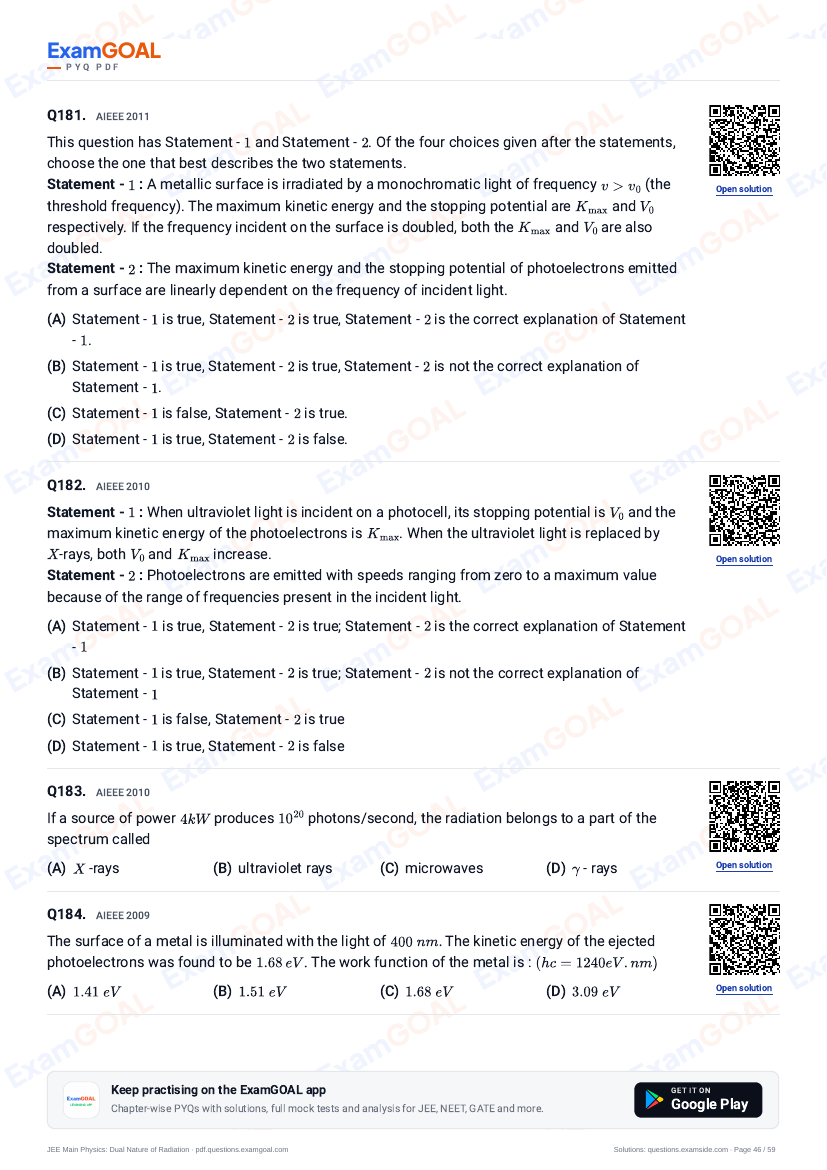 ExamGOAL
PYQ PDF
Q181. AIEEE 2011
This question has Statement - 1 and Statement - 2. Of the four choices given after the statements,
choose the one that best describes the two statements.
Statement - 1 : A metallic surface is irradiated by a monochromatic light of frequency v > v₀ (the
threshold frequency). The maximum kinetic energy and the stopping potential are K_max and V₀
respectively. If the frequency incident on the surface is doubled, both the K_max and V₀ are also
doubled.
Statement - 2 : The maximum kinetic energy and the stopping potential of photoelectrons emitted
from a surface are linearly dependent on the frequency of incident light.
(A) Statement - 1 is true, Statement - 2 is true, Statement - 2 is the correct explanation of Statement
- 1.
(B) Statement - 1 is true, Statement - 2 is true, Statement - 2 is not the correct explanation of
Statement - 1.
(C) Statement - 1 is false, Statement - 2 is true.
(D) Statement - 1 is true, Statement - 2 is false.
Open solution
Q182. AIEEE 2010
Statement - 1 : When ultraviolet light is incident on a photocell, its stopping potential is V₀ and the
maximum kinetic energy of the photoelectrons is K_max. When the ultraviolet light is replaced by
X-rays, both V₀ and K_max increase.
Statement - 2 : Photoelectrons are emitted with speeds ranging from zero to a maximum value
because of the range of frequencies present in the incident light.
(A) Statement - 1 is true, Statement - 2 is true; Statement - 2 is the correct explanation of Statement
- 1
(B) Statement - 1 is true, Statement - 2 is true; Statement - 2 is not the correct explanation of
Statement - 1
(C) Statement - 1 is false, Statement - 2 is true
(D) Statement - 1 is true, Statement - 2 is false
Open solution
Q183. AIEEE 2010
If a source of power 4kW produces 10²⁰ photons/second, the radiation belongs to a part of the
spectrum called
(A) X -rays (B) ultraviolet rays (C) microwaves (D) γ - rays
Open solution
Q184. AIEEE 2009
The surface of a metal is illuminated with the light of 400 nm. The kinetic energy of the ejected
photoelectrons was found to be 1.68 eV. The work function of the metal is : (hc = 1240eV. nm)
(A) 1.41 eV (B) 1.51 eV (C) 1.68 eV (D) 3.09 eV
Open solution
ExamGOAL
Keep practising on the ExamGOAL app
Chapter-wise PYQs with solutions, full mock tests and analysis for JEE, NEET, GATE and more.
GET IT ON
Google Play
JEE Main Physics: Dual Nature of Radiation · pdf.questions.examgoal.com
Solutions: questions.examside.com · Page 46 / 59